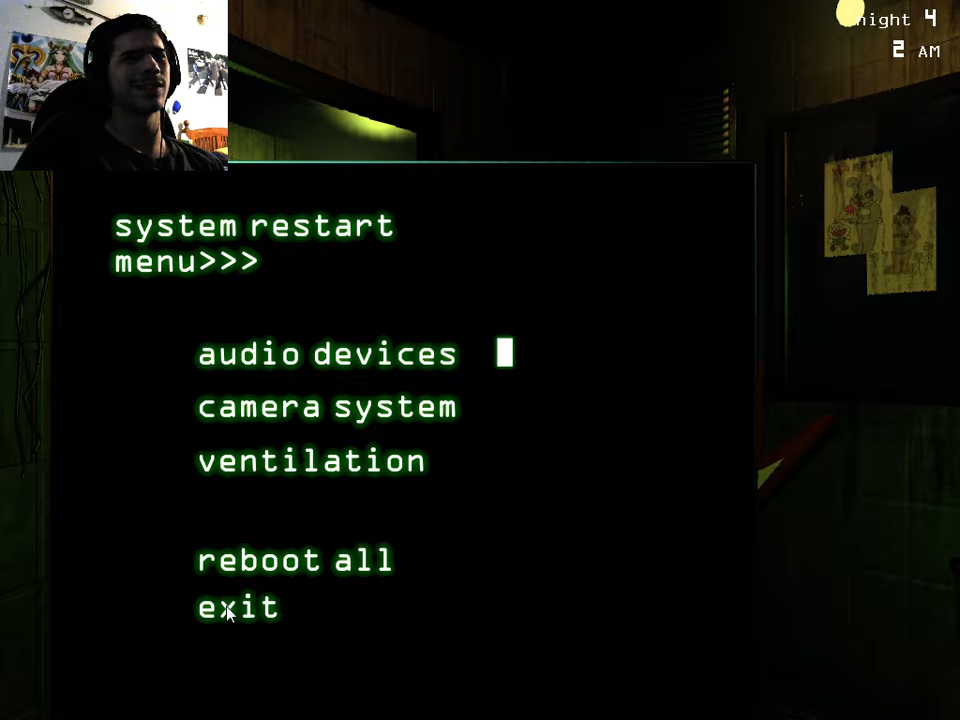 night 4
2 AM
system restart
menu>>>
audio devices
camera system
ventilation
reboot all
exit